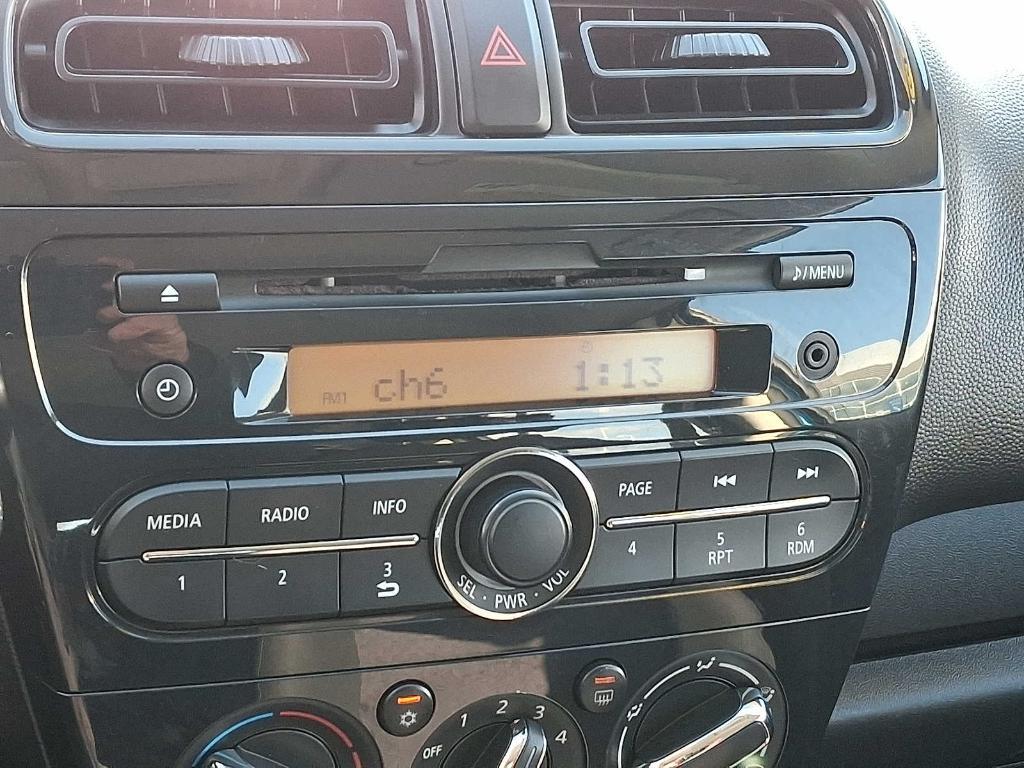 ♪/MENU
FM1 ch6 1:13
MEDIA RADIO INFO PAGE
1 2 3 4 5 6
RPT RDM
SEL · PWR · VOL
OFF 1 2 3 4